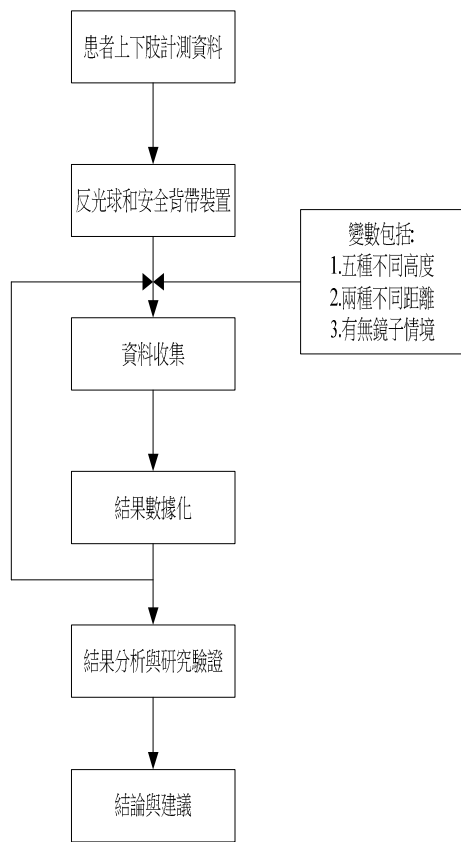 患者上下肢計測資料
反光球和安全背帶裝置
變數包括:
1.五種不同高度
2.兩種不同距離
3.有無鏡子情境
資料收集
結果數據化
結果分析與研究驗證
結論與建議